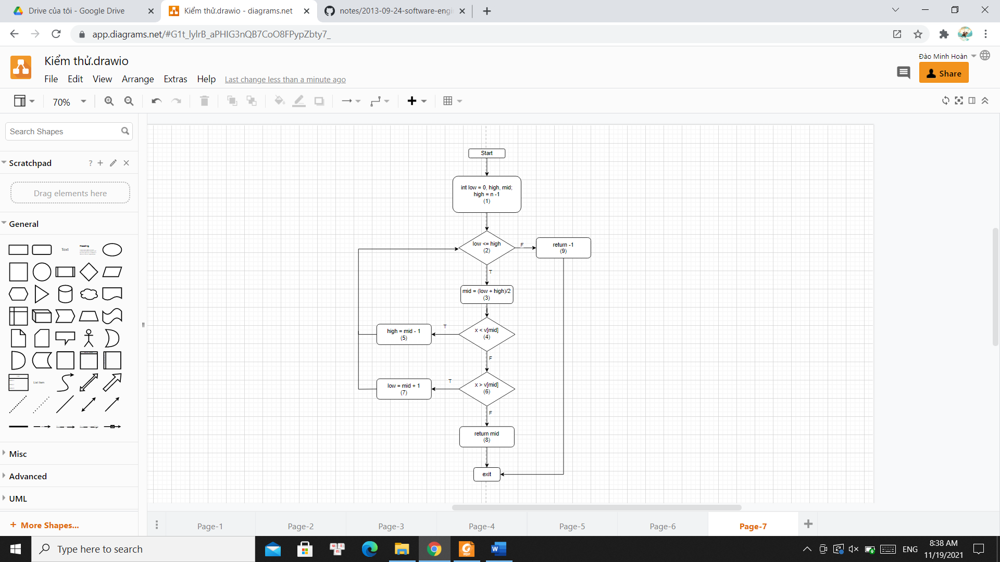 Drive của tôi - Google Drive
Kiểm thử.drawio - diagrams.net
notes/2013-09-24-software-engi
app.diagrams.net/#G1t_lylrB_aPHIG3nQB7CoO8FPypZbty7_
Kiểm thử.drawio
Đào Minh Hoàn
File Edit View Arrange Extras Help Last change less than a minute ago
Share
70%
Search Shapes
Scratchpad
?
Drag elements here
General
Text
Heading
List Item
Misc
Advanced
UML
+ More Shapes...
Start
int low = 0, high, mid;
high = n -1
(1)
low <= high
(2)
F
return -1
(9)
T
mid = (low + high)/2
(3)
x < v[mid]
(4)
T
high = mid - 1
(5)
F
x > v[mid]
(6)
T
low = mid + 1
(7)
F
return mid
(8)
exit
Page-1 Page-2 Page-3 Page-4 Page-5 Page-6 Page-7
Type here to search
ENG
8:38 AM
11/19/2021